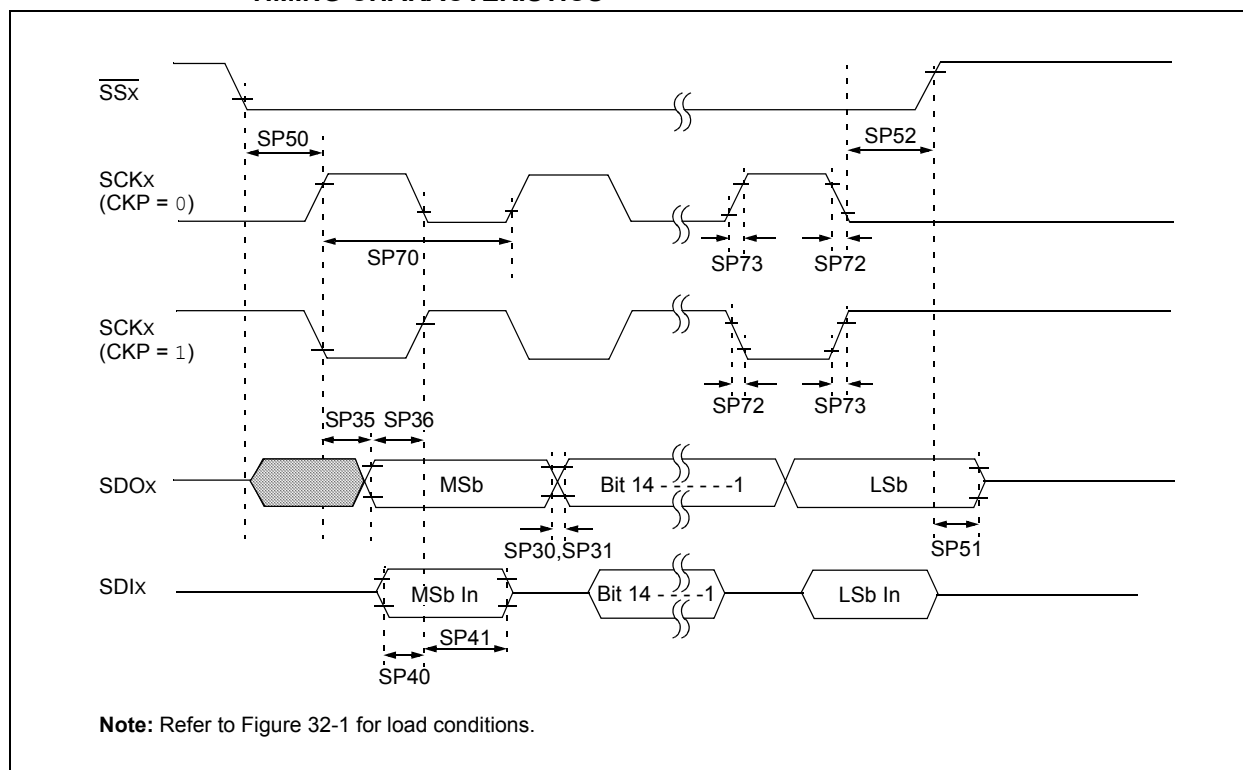 SSx
SP50
SP52
SCKx
(CKP = 0)
SP70
SP73
SP72
SCKx
(CKP = 1)
SP72
SP73
SP35
SP36
SDOx
MSb
Bit 14 - - - - - - -1
LSb
SP30,SP31
SP51
SDIx
MSb In
Bit 14 - - - - -1
LSb In
SP41
SP40
Note: Refer to Figure 32-1 for load conditions.